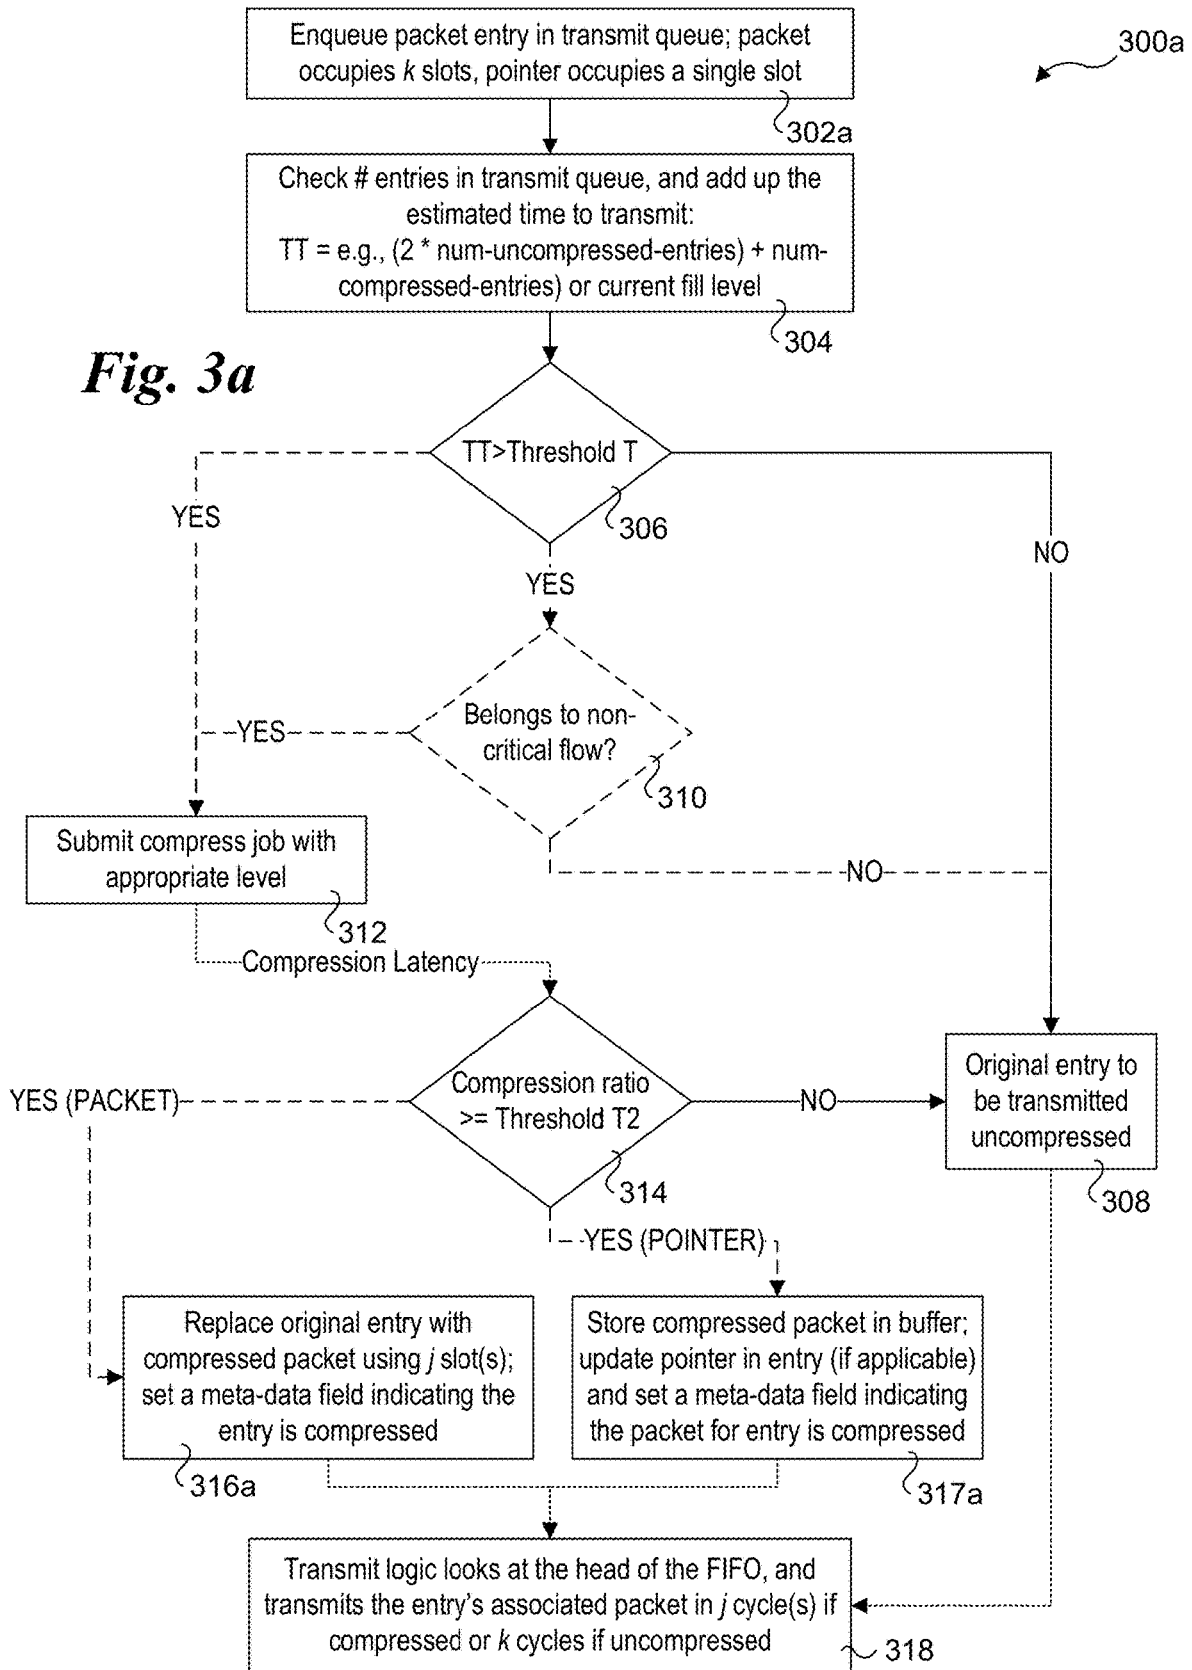 Enqueue packet entry in transmit queue; packet
occupies k slots, pointer occupies a single slot
302a
300a
Check # entries in transmit queue, and add up the
estimated time to transmit:
TT = e.g., (2 * num-uncompressed-entries) + num-
compressed-entries) or current fill level
304
Fig. 3a
TT>Threshold T
306
YES
YES
NO
Belongs to non-
critical flow?
310
YES
NO
Submit compress job with
appropriate level
312
Compression Latency
Compression ratio
>= Threshold T2
314
YES (PACKET)
NO
YES (POINTER)
Original entry to
be transmitted
uncompressed
308
Replace original entry with
compressed packet using j slot(s);
set a meta-data field indicating the
entry is compressed
316a
Store compressed packet in buffer;
update pointer in entry (if applicable)
and set a meta-data field indicating
the packet for entry is compressed
317a
Transmit logic looks at the head of the FIFO, and
transmits the entry's associated packet in j cycle(s) if
compressed or k cycles if uncompressed
318